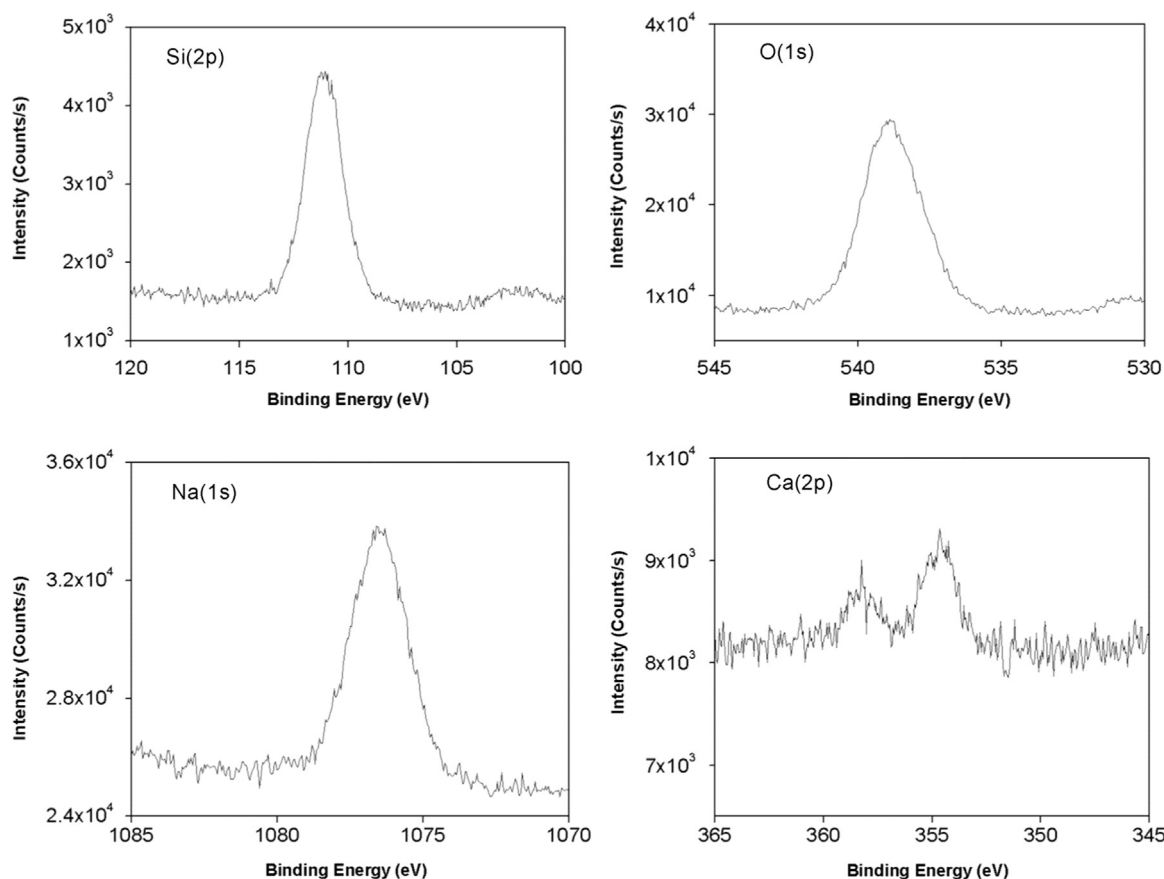 Si(2p)
Intensity (Counts/s)
5x10³
4x10³
3x10³
2x10³
1x10³
120 115 110 105 100
Binding Energy (eV)
O(1s)
Intensity (Counts/s)
4x10⁴
3x10⁴
2x10⁴
1x10⁴
545 540 535 530
Binding Energy (eV)
Na(1s)
Intensity (Counts/s)
3.6x10⁴
3.2x10⁴
2.8x10⁴
2.4x10⁴
1085 1080 1075 1070
Binding Energy (eV)
Ca(2p)
Intensity (Counts/s)
1x10⁴
9x10³
8x10³
7x10³
365 360 355 350 345
Binding Energy (eV)